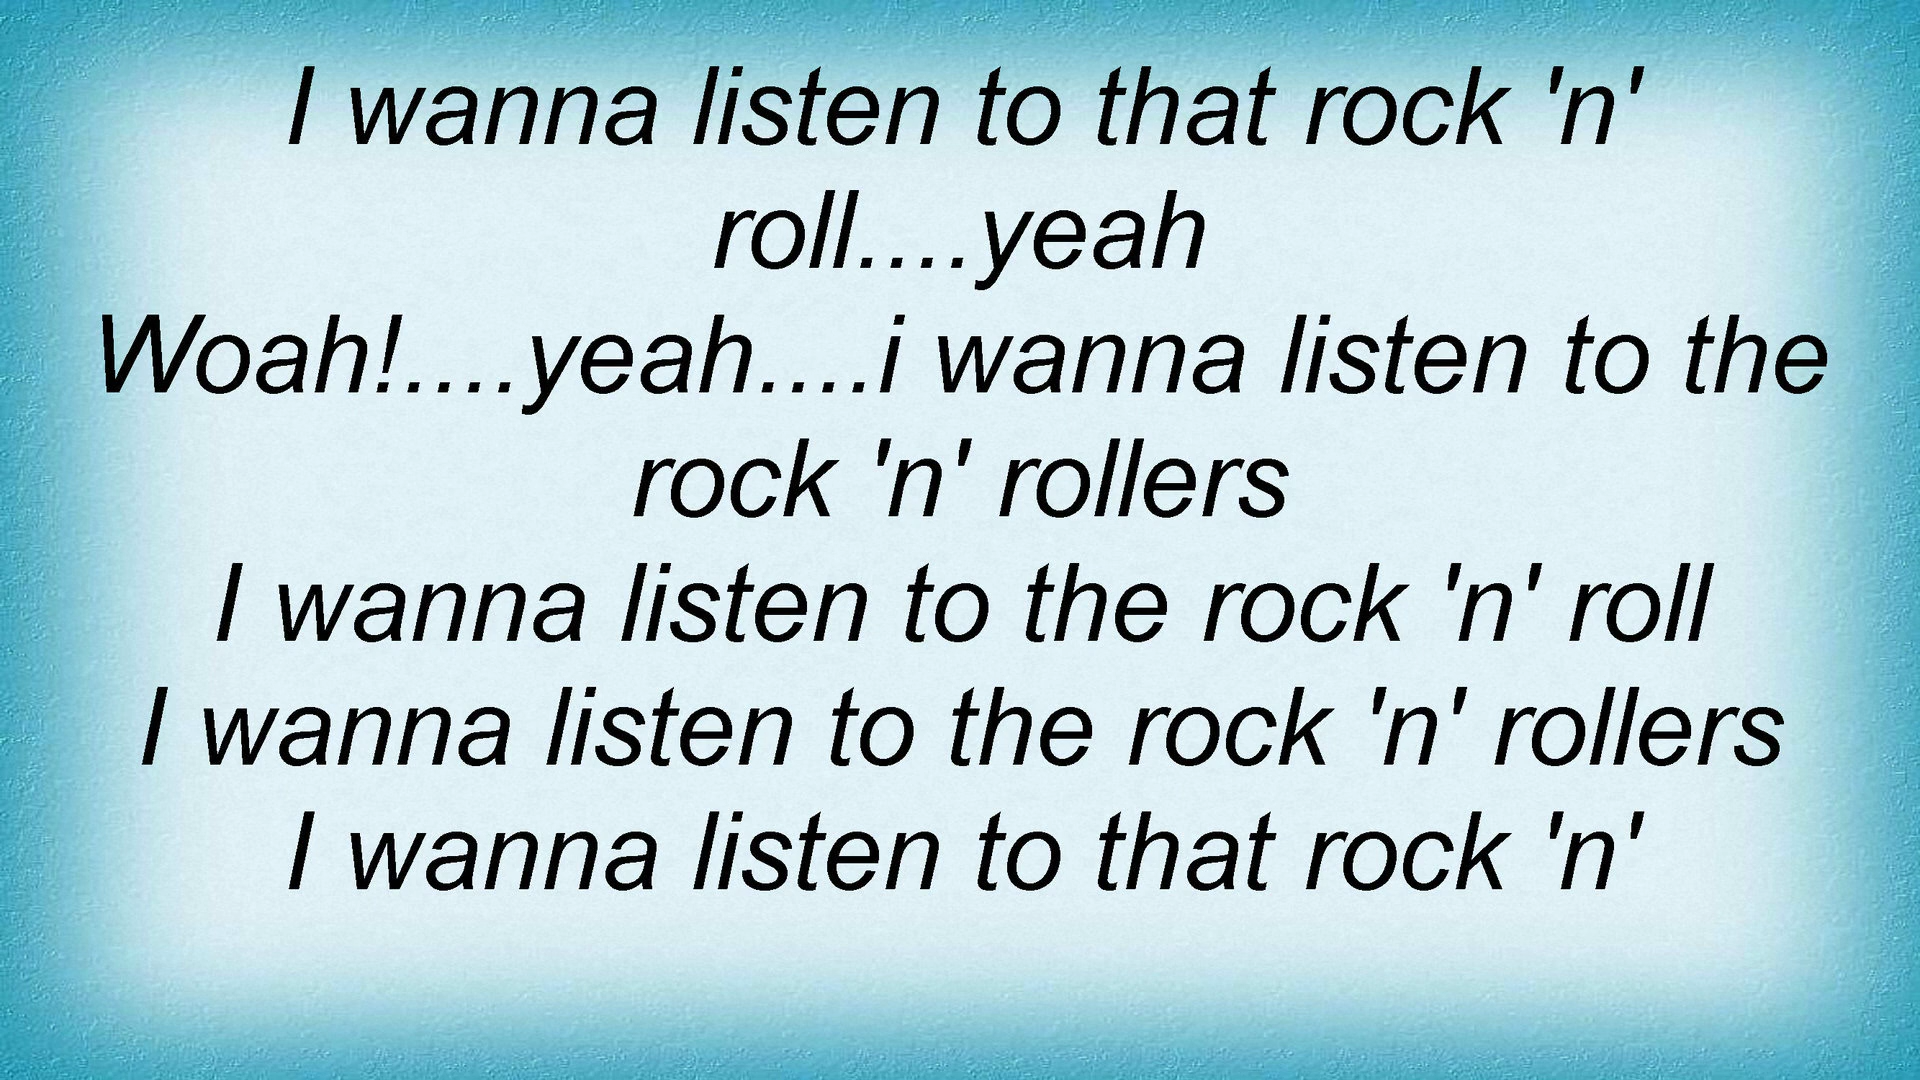 I wanna listen to that rock 'n'
roll....yeah
Woah!....yeah....i wanna listen to the
rock 'n' rollers
I wanna listen to the rock 'n' roll
I wanna listen to the rock 'n' rollers
I wanna listen to that rock 'n'